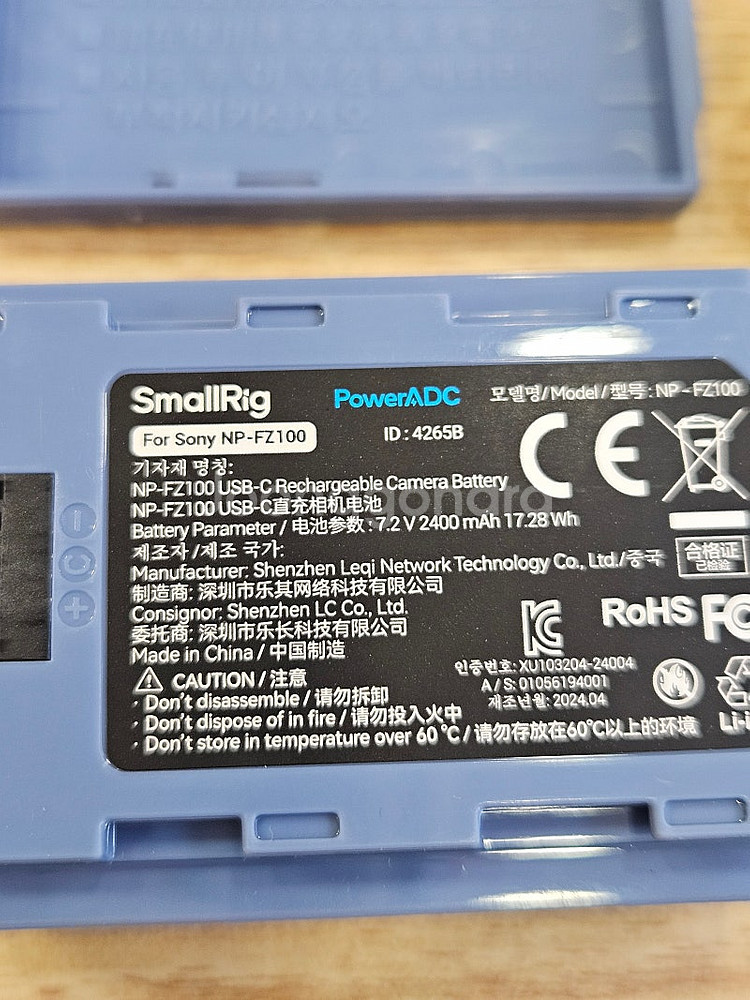 SmallRig
PowerADC
모델명/Model/型号: NP-FZ100
For Sony NP-FZ100
ID: 4265B
기자재 명칭:
NP-FZ100 USB-C Rechargeable Camera Battery
NP-FZ100 USB-C直充相机电池
Battery Parameter / 电池参数: 7.2 V 2400 mAh 17.28 Wh
제조자/제조 국가:
Manufacturer: Shenzhen Leqi Network Technology Co., Ltd./중국
制造商: 深圳市乐其网络科技有限公司
Consignor: Shenzhen LC Co., Ltd.
委托商: 深圳市乐长科技有限公司
Made in China / 中国制造
CE
合格证
已检验
RoHS
FC
인증번호: XU103204-24004
A/S: 01056194001
제조년월: 2024.04
CAUTION / 注意
· Don't disassemble / 请勿拆卸
· Don't dispose of in fire / 请勿投入火中
· Don't store in temperature over 60 °C / 请勿存放在60°C以上的环境